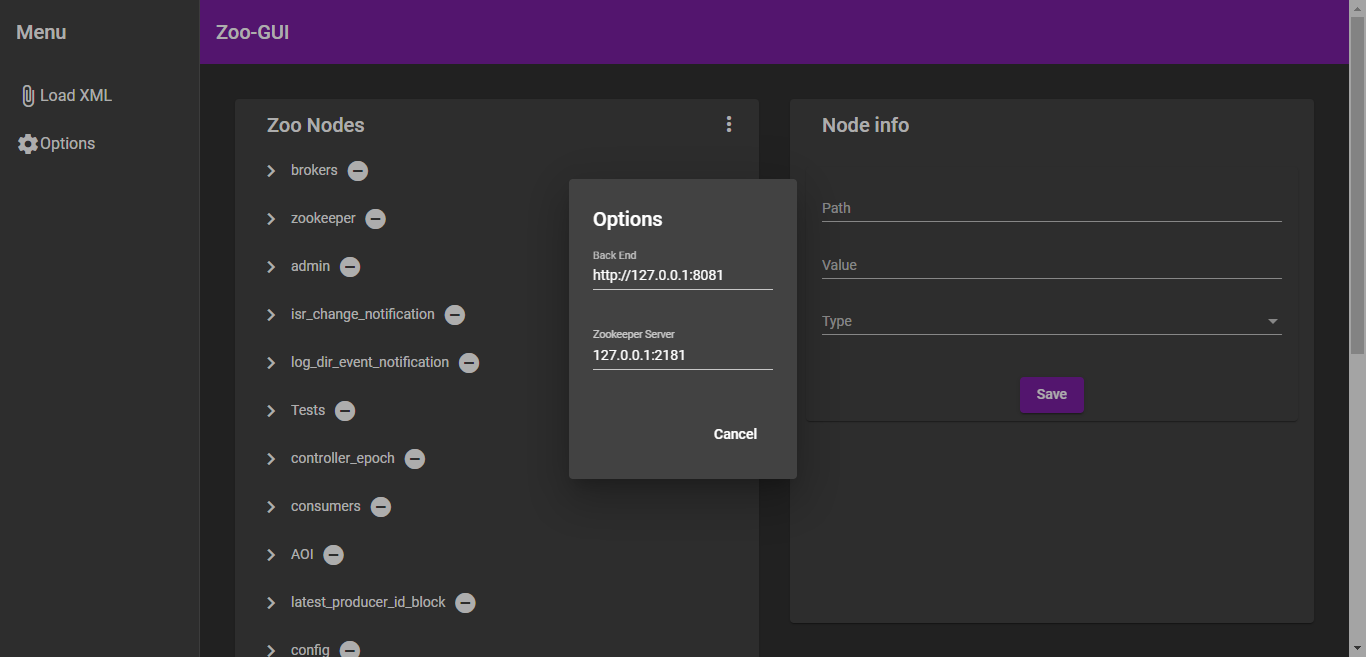 Menu
Zoo-GUI
Load XML
Options
Zoo Nodes
brokers
zookeeper
admin
isr_change_notification
log_dir_event_notification
Tests
controller_epoch
consumers
AOI
latest_producer_id_block
config
Options
Back End
http://127.0.0.1:8081
Zookeeper Server
127.0.0.1:2181
Cancel
Node info
Path
Value
Type
Save